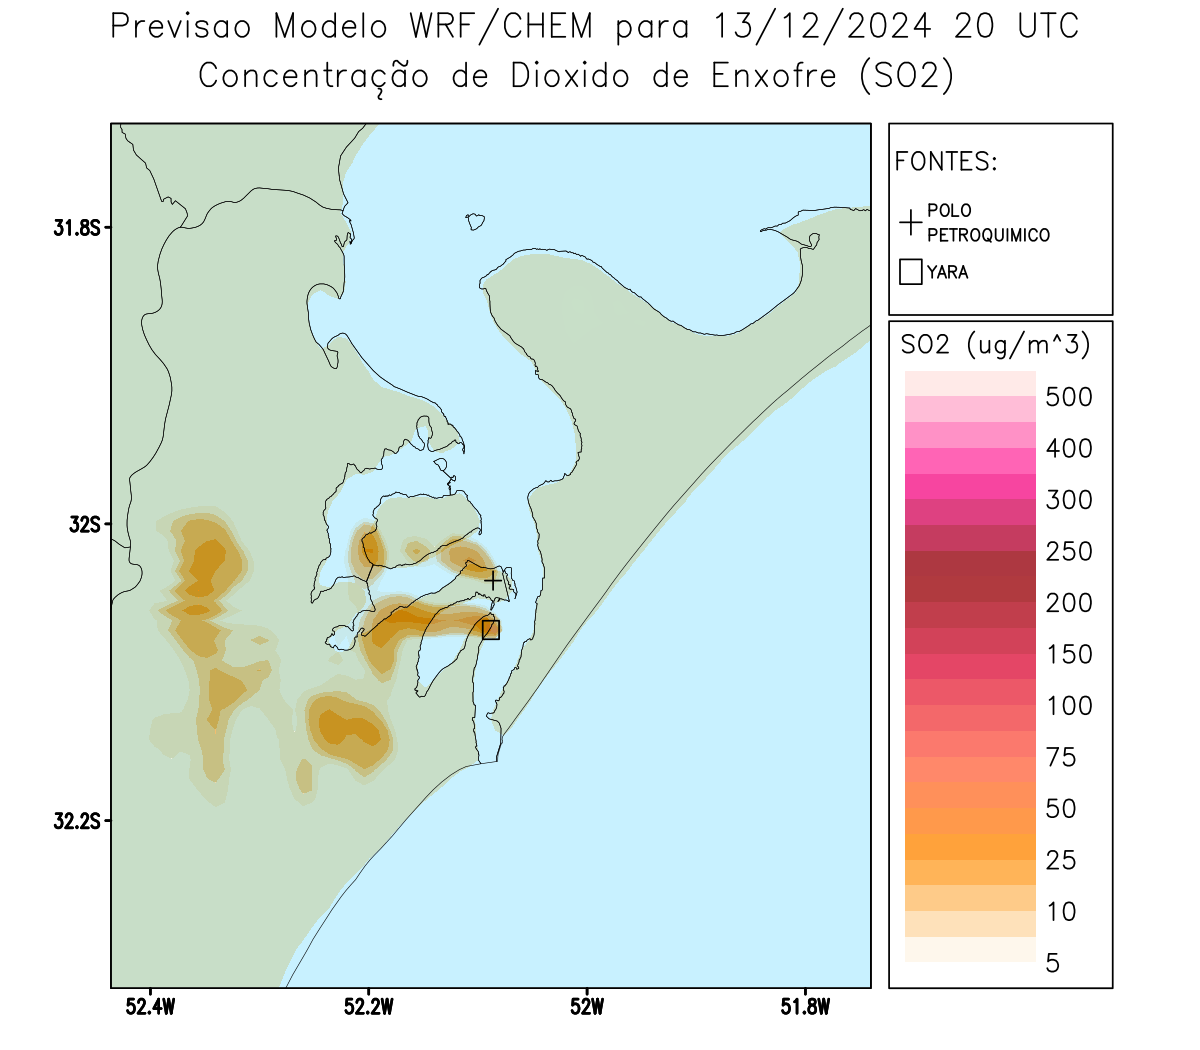 Previsao Modelo WRF/CHEM para 13/12/2024 20 UTC
Concentração de Dioxido de Enxofre (SO2)
FONTES:
POLO
PETROQUIMICO
YARA
SO2 (ug/m^3)
500
400
300
250
200
150
100
75
50
25
10
5
31.8S
32S
32.2S
52.4W
52.2W
52W
51.8W